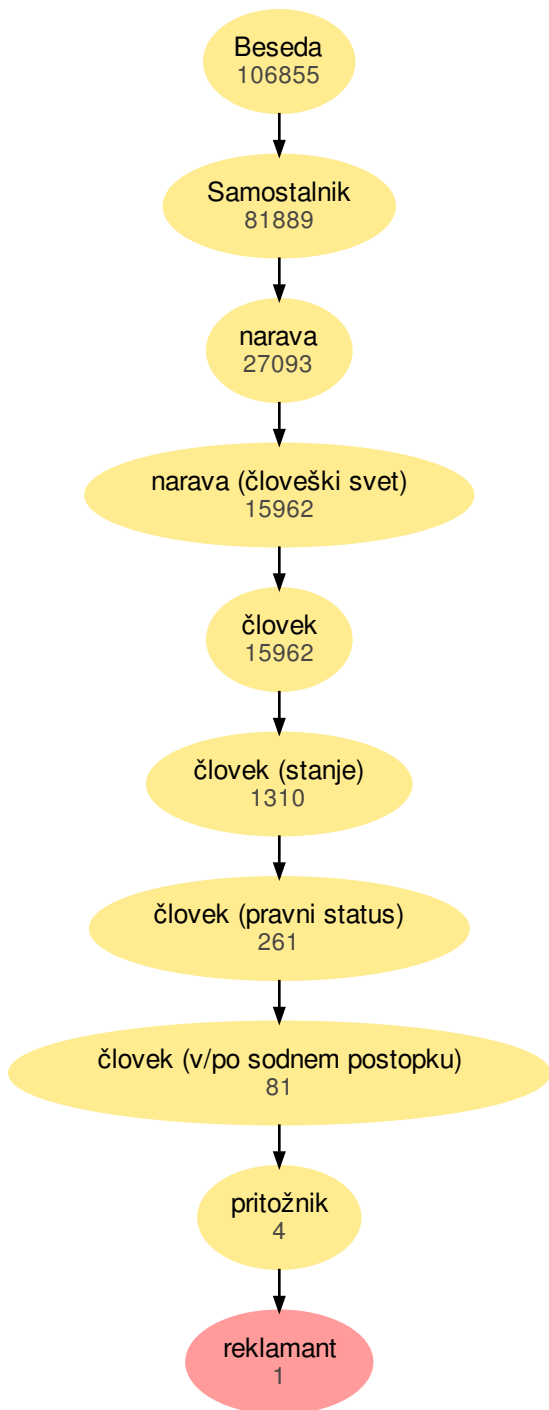 Beseda
106855
Samostalnik
81889
narava
27093
narava (človeški svet)
15962
človek
15962
človek (stanje)
1310
človek (pravni status)
261
človek (v/po sodnem postopku)
81
pritožnik
4
reklamant
1